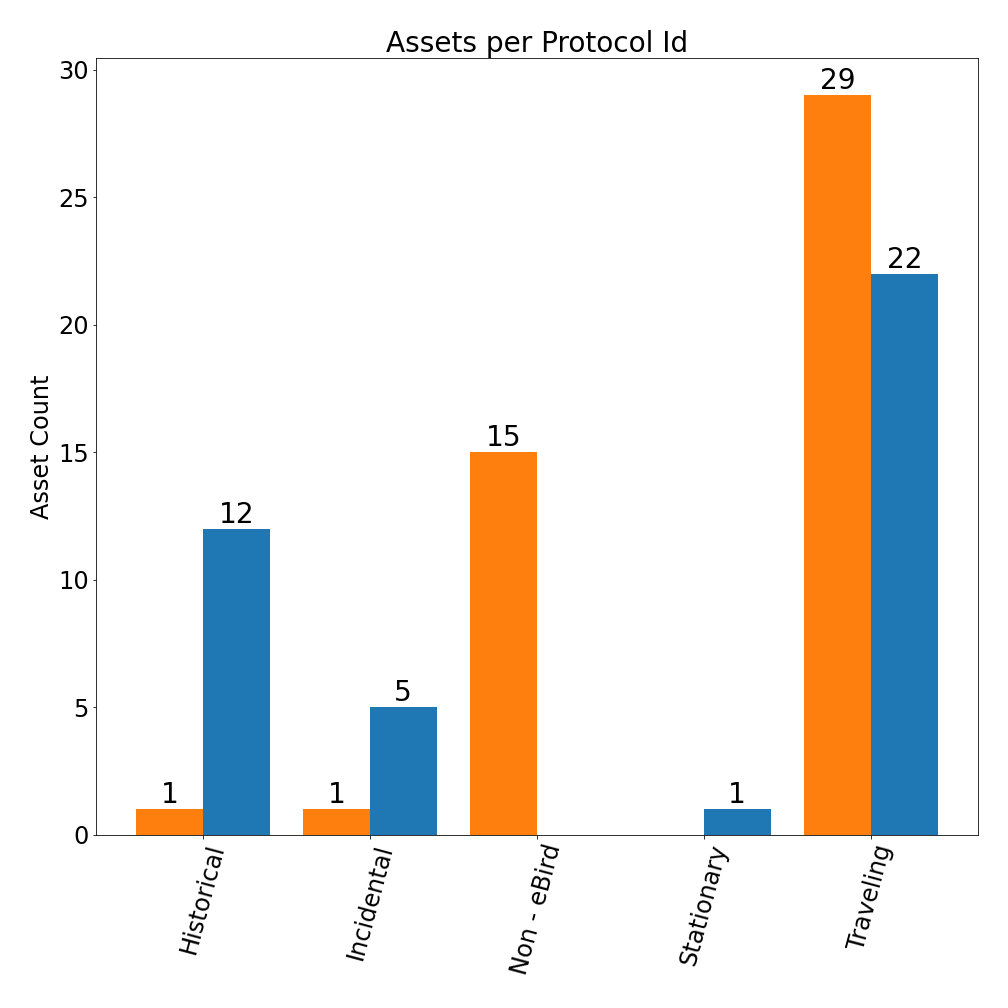 Assets per Protocol Id
Asset Count
30
25
20
15
10
5
0
1
12
1
5
15
1
29
22
Historical
Incidental
Non - eBird
Stationary
Traveling